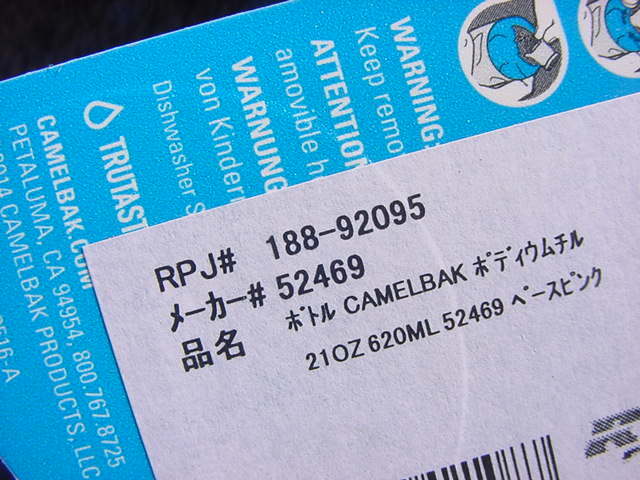 WARNING:
Keep remo
ATTENTION
amovible h
WARNUNG
von Kinder
Dishwasher S
TRUTAST
CAMELBAK.COM
PETALUMA, CA 94954, 800.767.8725
2014 CAMELBAK PRODUCTS, LLC
516-A
RPJ# 188-92095
ﾒｰｶｰ# 52469
品名 ﾎﾞﾄﾙ CAMELBAK ﾎﾟﾃﾞｨｳﾑﾁﾙ
21OZ 620ML 52469 ﾍﾞｰｽﾋﾟﾝｸ